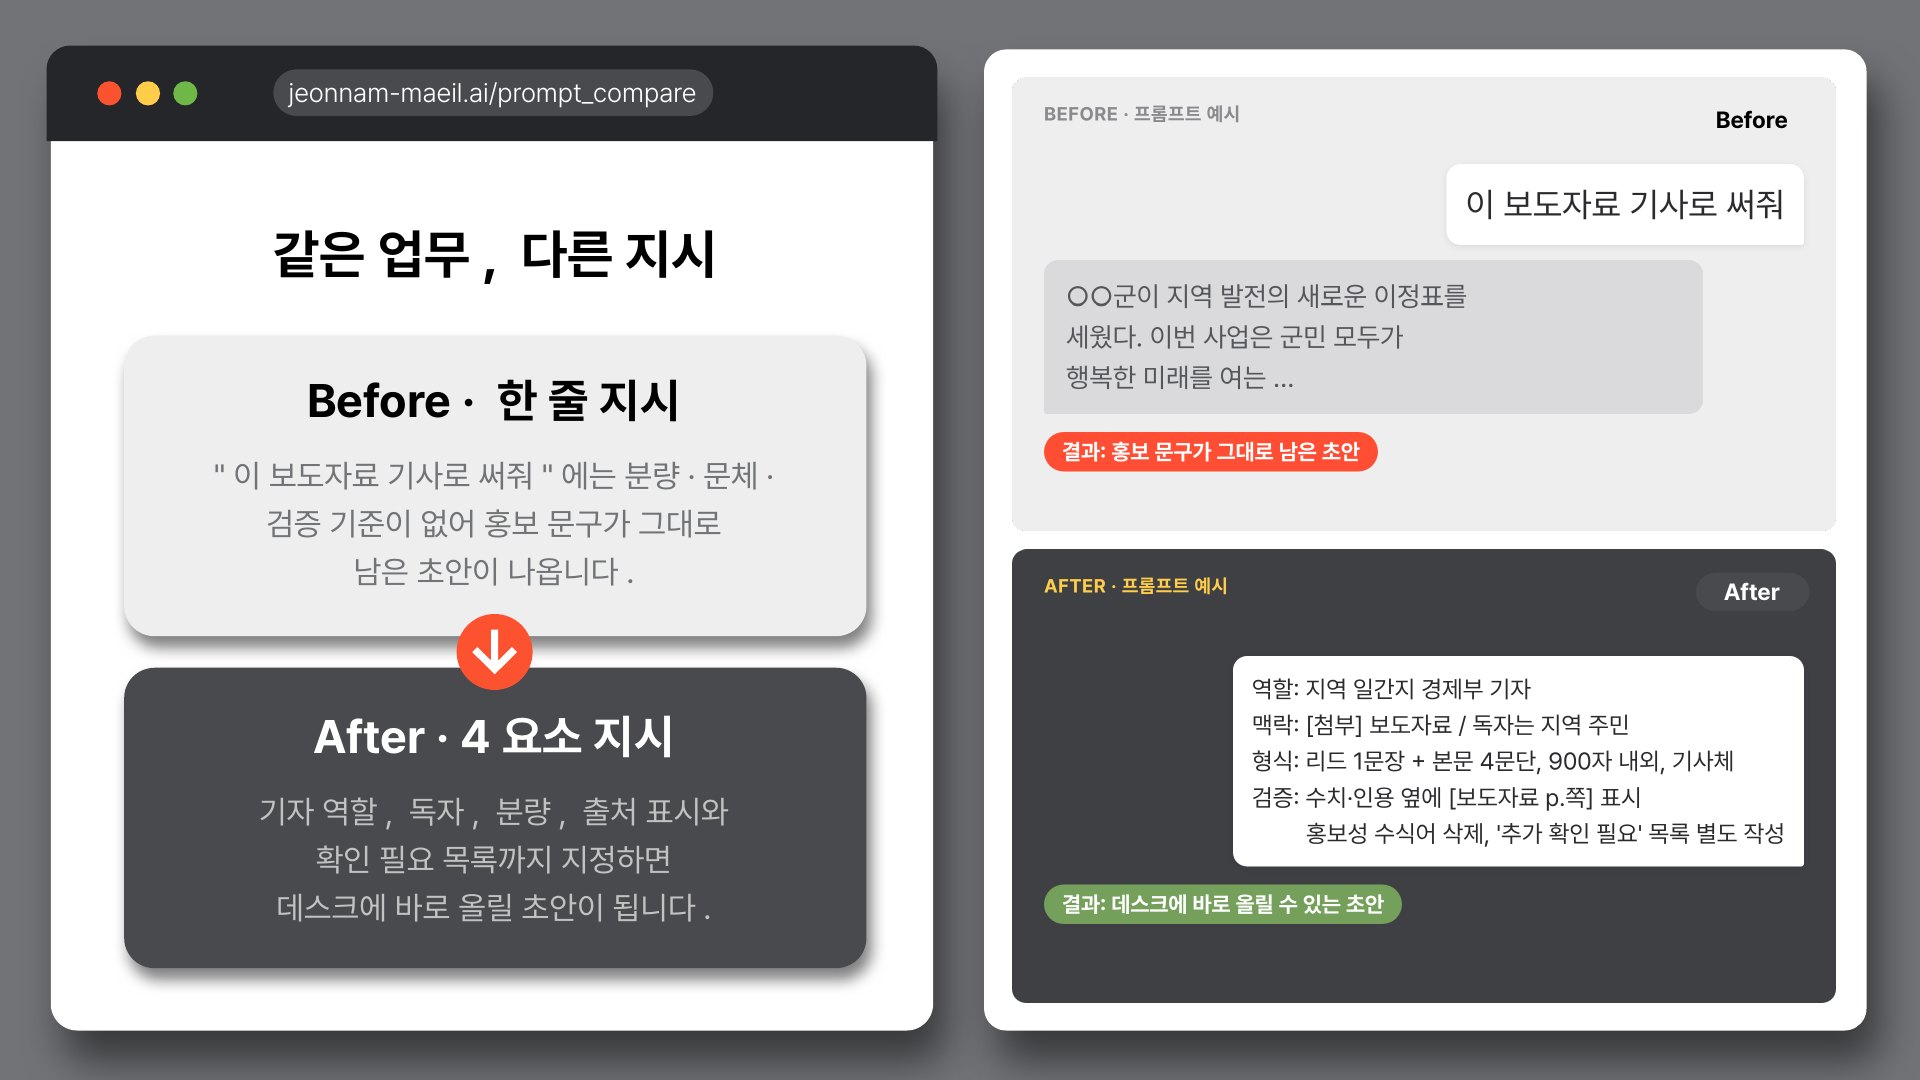 jeonnam-maeil.ai/prompt_compare
같은 업무 ,  다른 지시
Before ·  한 줄 지시
" 이 보도자료 기사로 써줘 " 에는 분량 · 문체 ·
검증 기준이 없어 홍보 문구가 그대로
남은 초안이 나옵니다 .
After · 4 요소 지시
기자 역할 ,  독자 ,  분량 ,  출처 표시와
확인 필요 목록까지 지정하면
데스크에 바로 올릴 초안이 됩니다 .
BEFORE · 프롬프트 예시
Before
이 보도자료 기사로 써줘
○○군이 지역 발전의 새로운 이정표를
세웠다. 이번 사업은 군민 모두가
행복한 미래를 여는 ...
결과: 홍보 문구가 그대로 남은 초안
AFTER · 프롬프트 예시
After
역할: 지역 일간지 경제부 기자
맥락: [첨부] 보도자료 / 독자는 지역 주민
형식: 리드 1문장 + 본문 4문단, 900자 내외, 기사체
검증: 수치·인용 옆에 [보도자료 p.쪽] 표시
홍보성 수식어 삭제, '추가 확인 필요' 목록 별도 작성
결과: 데스크에 바로 올릴 수 있는 초안